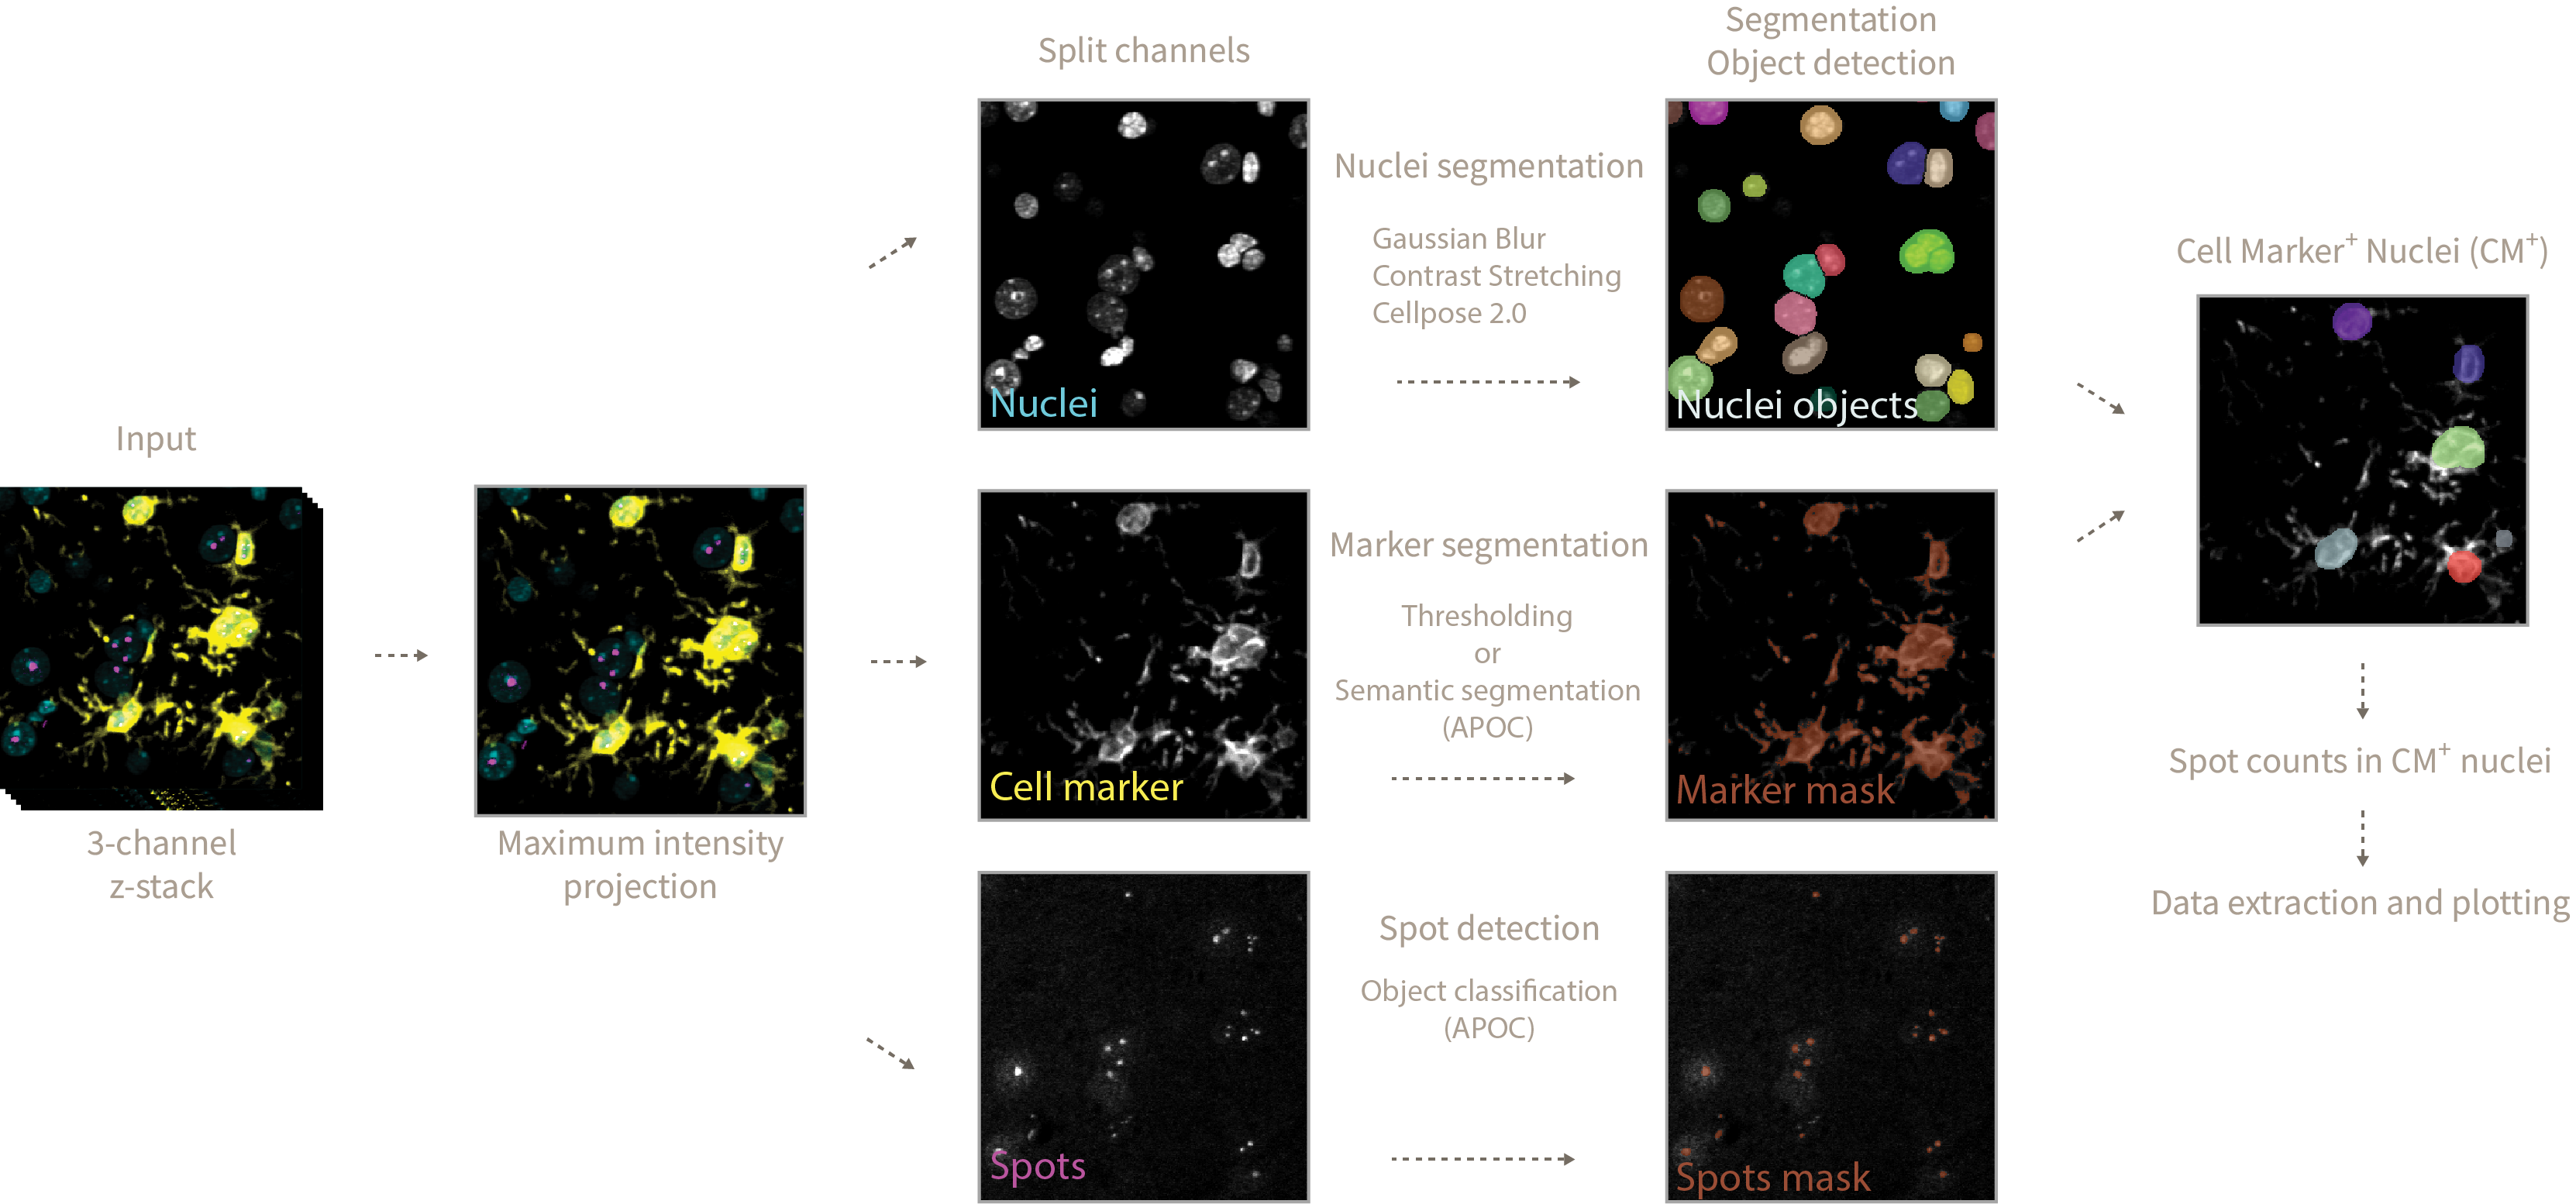 Input
3-channel
z-stack
Maximum intensity
projection
Split channels
Nuclei
Cell marker
Spots
Nuclei segmentation
Gaussian Blur
Contrast Stretching
Cellpose 2.0
Marker segmentation
Thresholding
or
Semantic segmentation
(APOC)
Spot detection
Object classification
(APOC)
Segmentation
Object detection
Nuclei objects
Marker mask
Spots mask
Cell Marker⁺ Nuclei (CM⁺)
Spot counts in CM⁺ nuclei
Data extraction and plotting